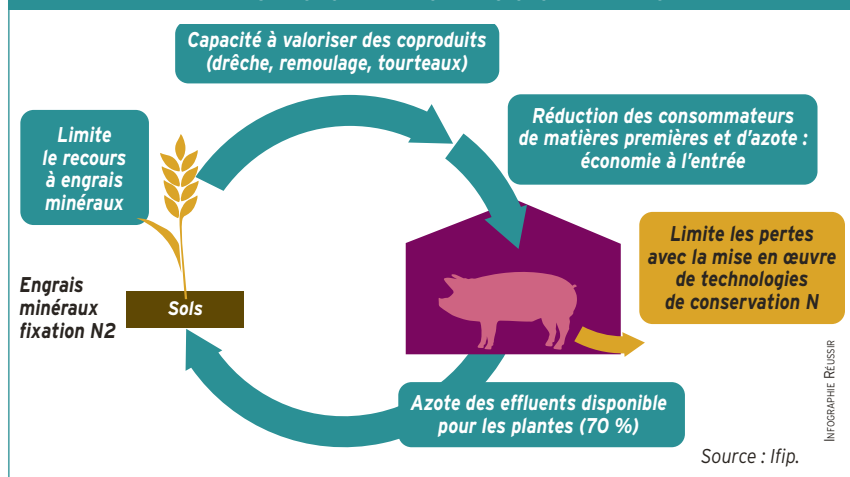 Capacité à valoriser des coproduits
(drêche, remoulage, tourteaux)
Réduction des consommateurs
de matières premières et d'azote :
économie à l'entrée
Limite
le recours
à engrais
minéraux
Limite les pertes
avec la mise en œuvre
de technologies
de conservation N
Engrais
minéraux
fixation N2
Sols
Azote des effluents disponible
pour les plantes (70 %)
INFOGRAPHIE RÉUSSIR
Source : Ifip.